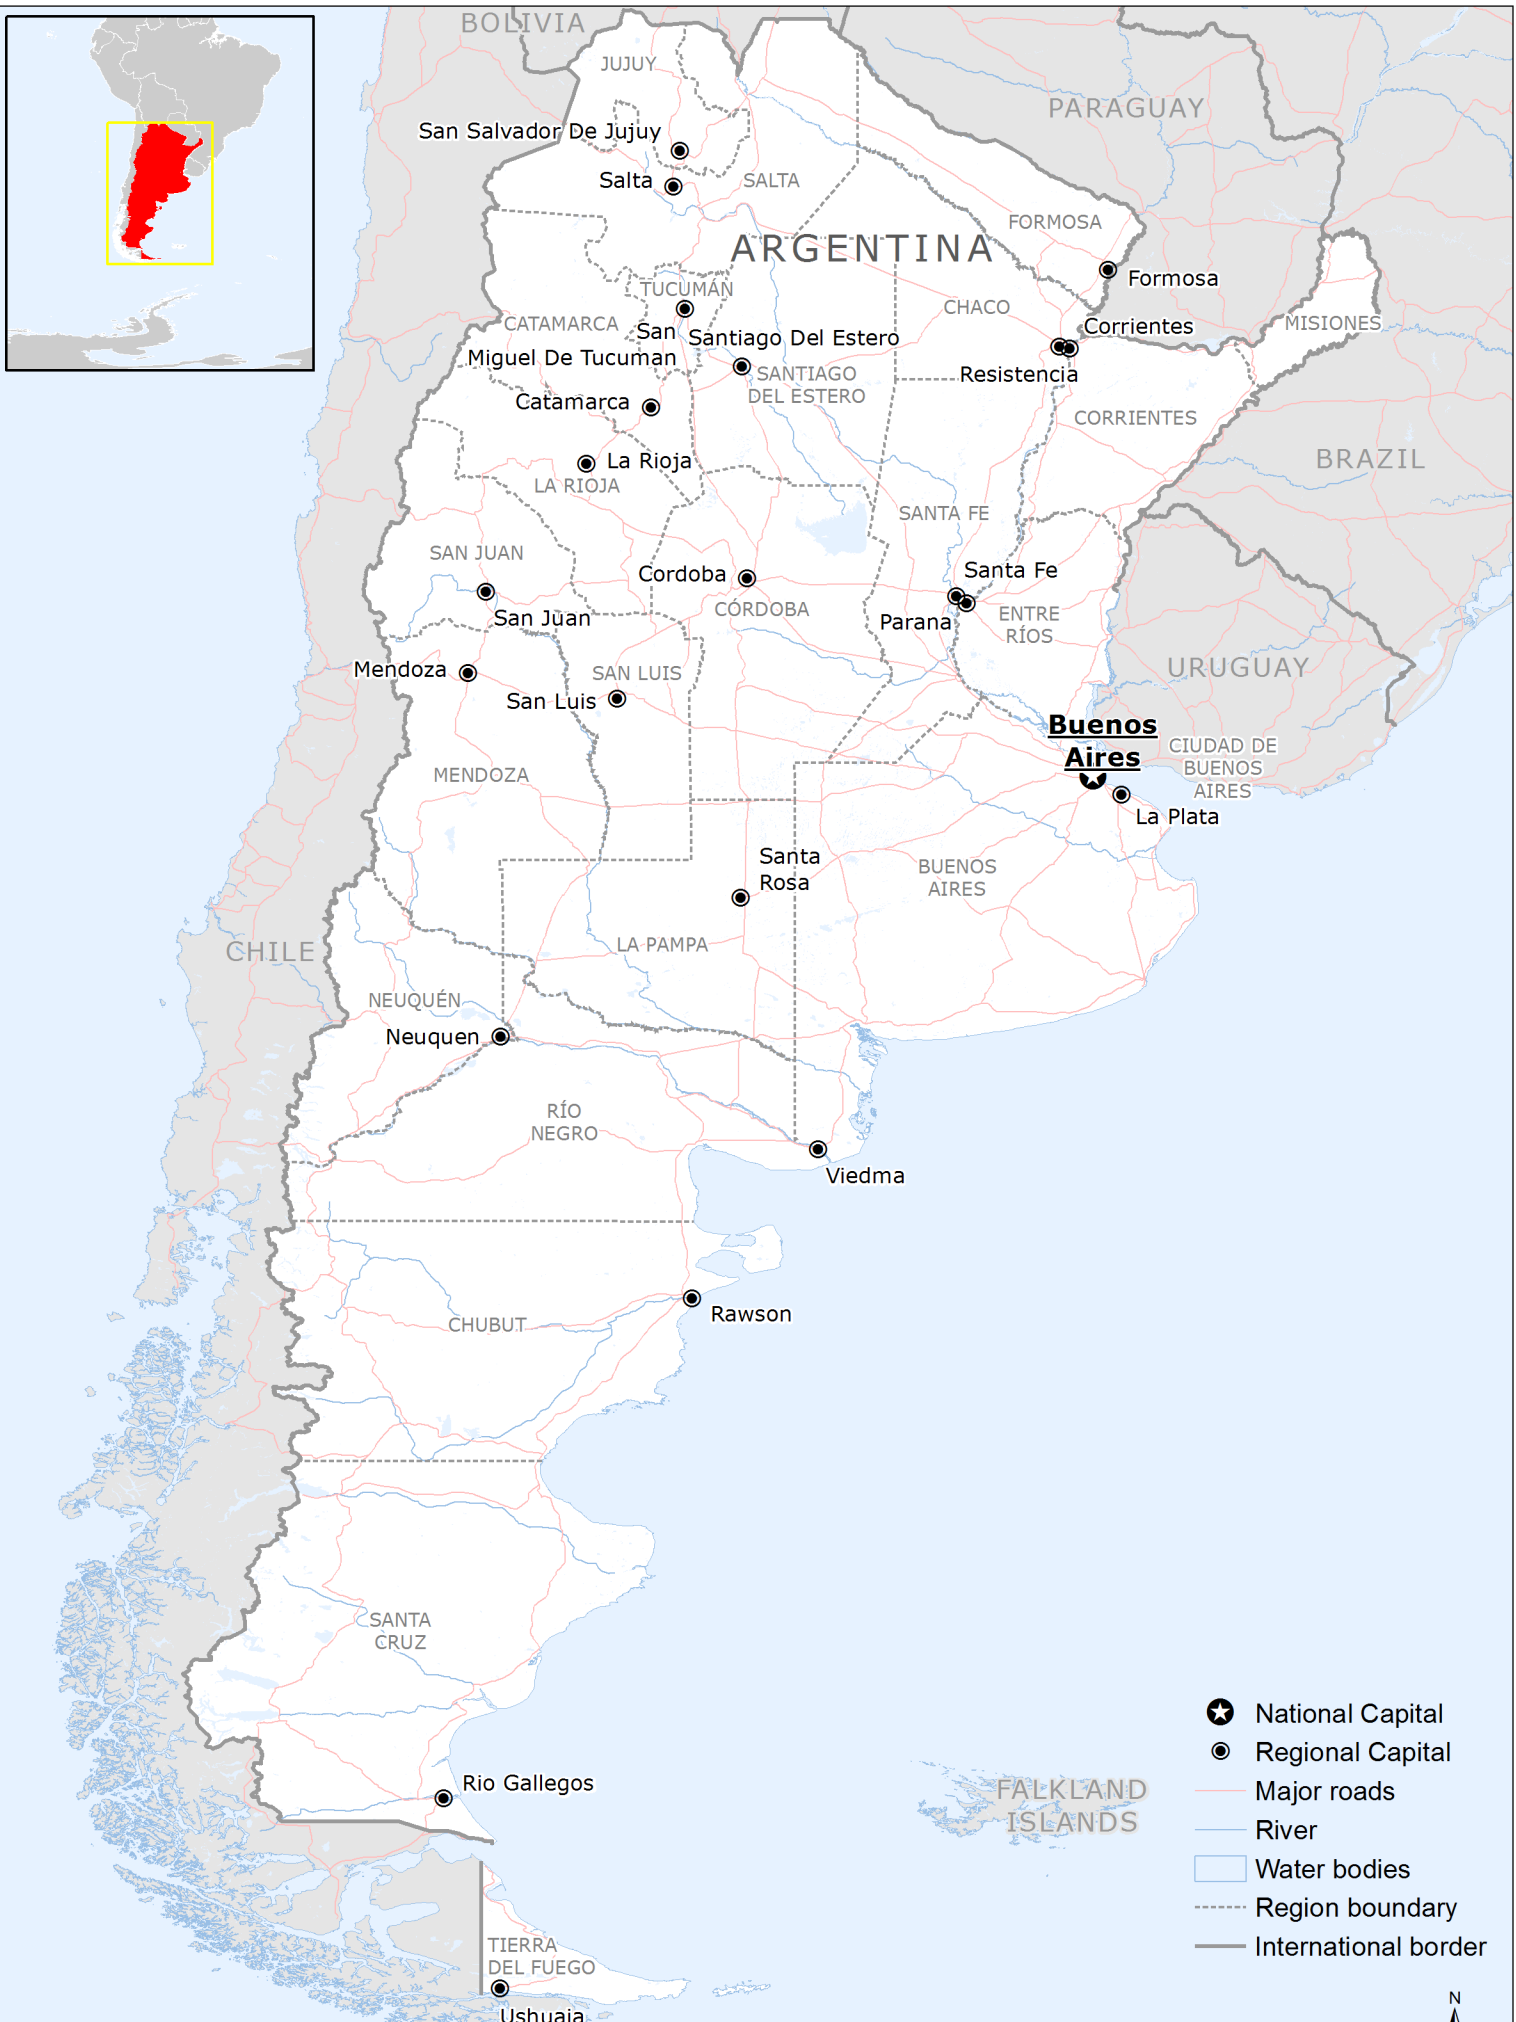 BOLIVIA
JUJUY
PARAGUAY
San Salvador De Jujuy
Salta
SALTA
FORMOSA
ARGENTINA
Formosa
TUCUMÁN
CHACO
CATAMARCA
San
Miguel De Tucuman
Santiago Del Estero
Corrientes
MISIONES
SANTIAGO
DEL ESTERO
Resistencia
Catamarca
CORRIENTES
La Rioja
LA RIOJA
BRAZIL
SANTA FE
SAN JUAN
Cordoba
Santa Fe
San Juan
CÓRDOBA
Parana
ENTRE
RÍOS
Mendoza
SAN LUIS
URUGUAY
San Luis
Buenos
Aires
CIUDAD DE
BUENOS
AIRES
MENDOZA
La Plata
Santa
Rosa
BUENOS
AIRES
CHILE
LA PAMPA
NEUQUÉN
Neuquen
RÍO
NEGRO
Viedma
Rawson
CHUBUT
SANTA
CRUZ
Rio Gallegos
FALKLAND
ISLANDS
TIERRA
DEL FUEGO
Ushuaia
National Capital
Regional Capital
Major roads
River
Water bodies
Region boundary
International border
N